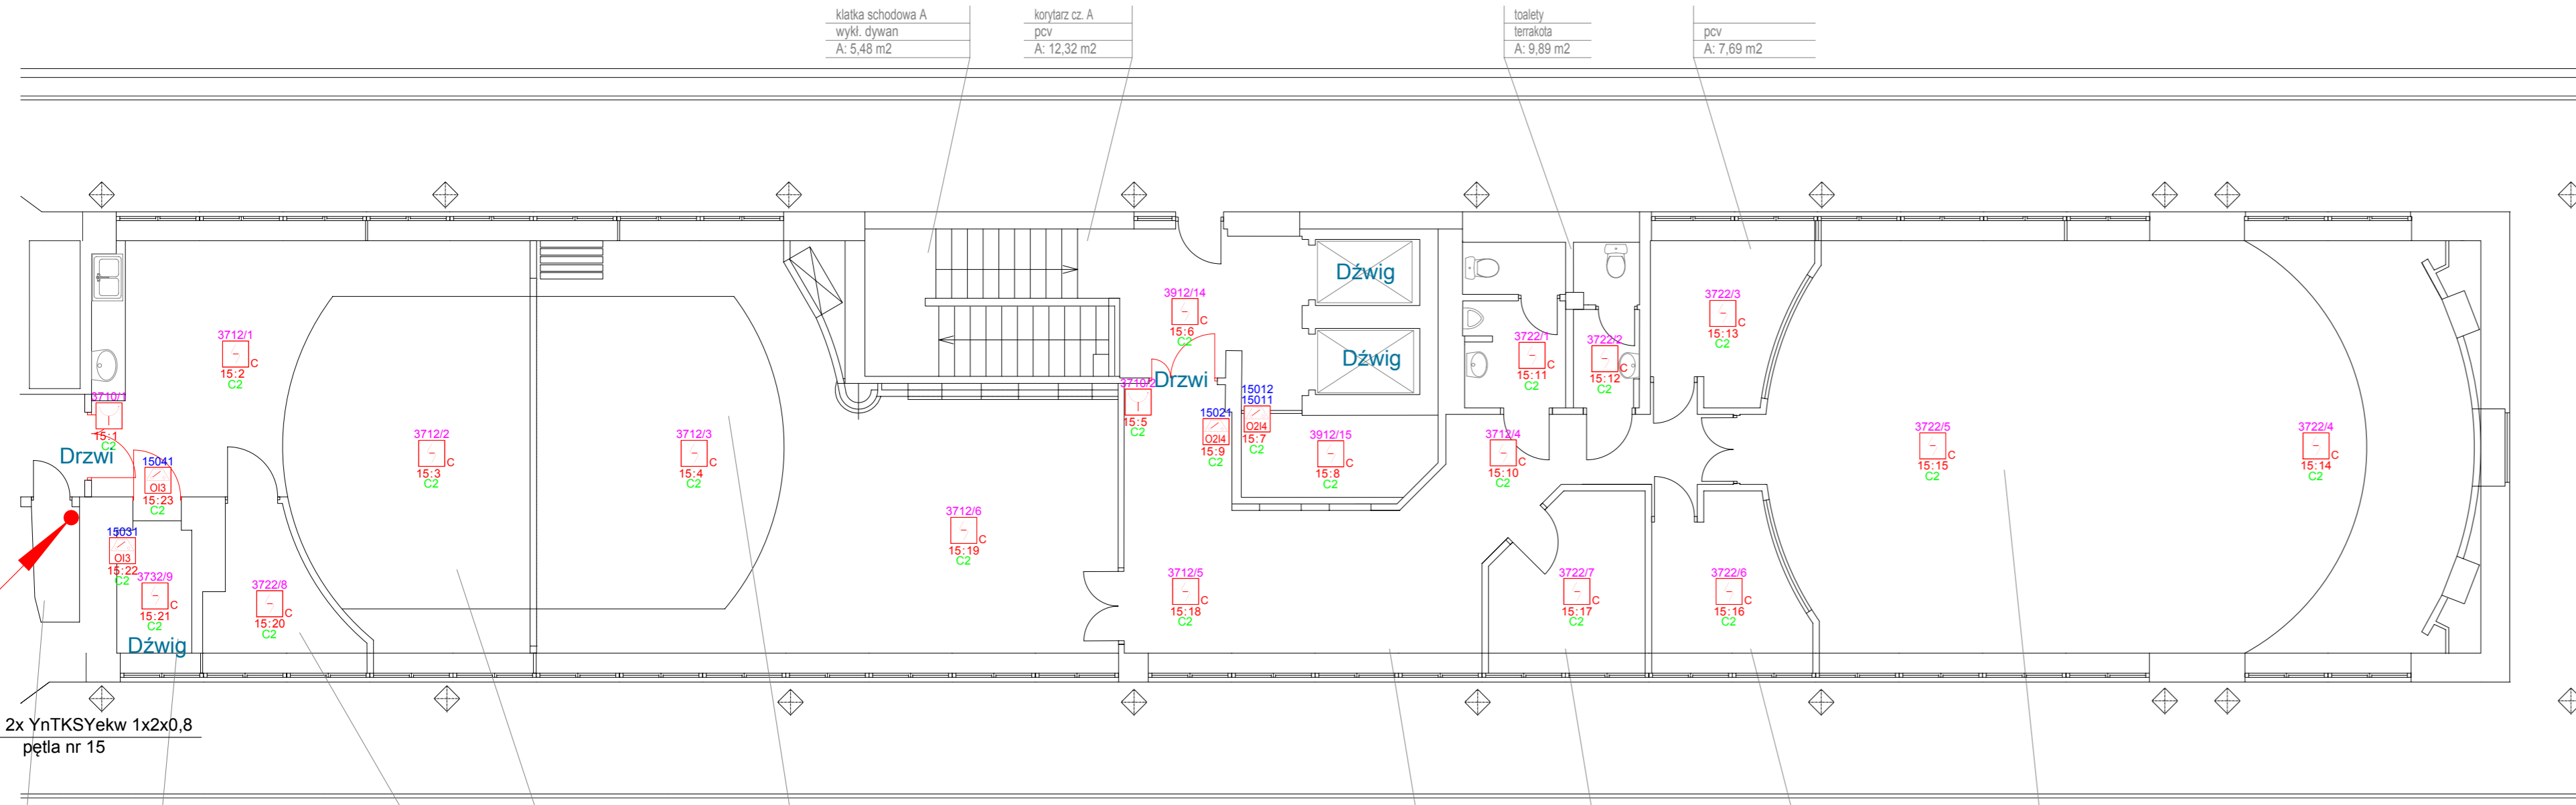 klatka schodowa A
wykł. dywan
A: 5,48 m2
korytarz cz. A
pcv
A: 12,32 m2
toalety
terrakota
A: 9,89 m2
pcv
A: 7,69 m2
Dźwig
Dźwig
3912/14
C
15:6
C2
3722/3
C
15:13
C2
3712/1
C
15:2
C2
3722/1
C
15:11
C2
3722/2
C
15:12
C2
3710/1
15:1
C2
Drzwi
3710/2
15:5
C2
Drzwi
15012
15011
O2I4
15:7
C2
15021
O2I4
15:9
C2
3712/2
C
15:3
C2
3712/3
C
15:4
C2
3912/15
C
15:8
C2
3712/4
C
15:10
C2
3722/5
C
15:15
C2
3722/4
C
15:14
C2
15041
OI3
15:23
C2
15031
OI3
15:22
C2
3732/9
C
15:21
C2
Dźwig
3722/8
C
15:20
C2
3712/6
C
15:19
C2
3712/5
C
15:18
C2
3722/7
C
15:17
C2
3722/6
C
15:16
C2
2x YnTKSYekw 1x2x0,8
pętla nr 15